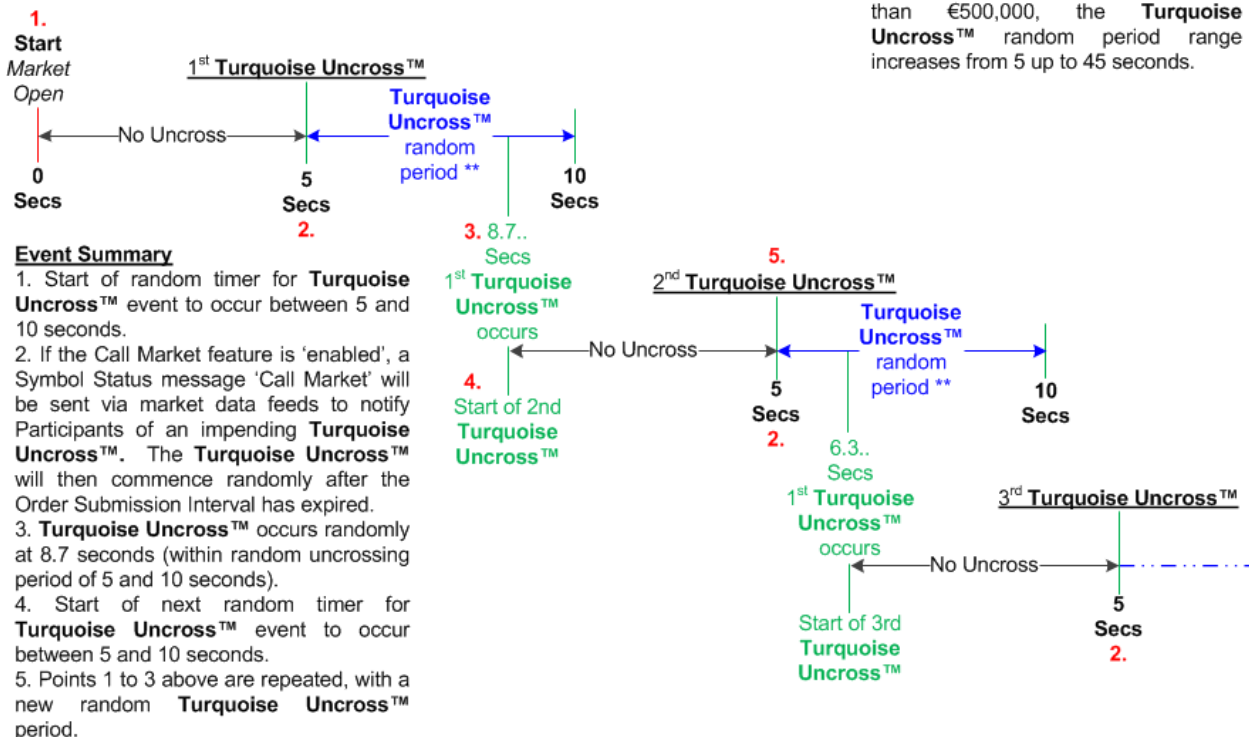 than €500,000, the Turquoise
Uncross™ random period range
increases from 5 up to 45 seconds.
1.
Start
Market
Open
1st Turquoise Uncross™
No Uncross
Turquoise
Uncross™
random
period **
0
Secs
5
Secs
2.
10
Secs
Event Summary
1. Start of random timer for Turquoise
Uncross™ event to occur between 5 and
10 seconds.
2. If the Call Market feature is ‘enabled’, a
Symbol Status message ‘Call Market’ will
be sent via market data feeds to notify
Participants of an impending Turquoise
Uncross™. The Turquoise Uncross™
will then commence randomly after the
Order Submission Interval has expired.
3. Turquoise Uncross™ occurs randomly
at 8.7 seconds (within random uncrossing
period of 5 and 10 seconds).
4. Start of next random timer for
Turquoise Uncross™ event to occur
between 5 and 10 seconds.
5. Points 1 to 3 above are repeated, with a
new random Turquoise Uncross™
period.
3. 8.7..
Secs
1st Turquoise
Uncross™
occurs
4.
Start of 2nd
Turquoise
Uncross™
5.
2nd Turquoise Uncross™
No Uncross
Turquoise
Uncross™
random
period **
5
Secs
2.
10
Secs
6.3..
Secs
1st Turquoise
Uncross™
occurs
Start of 3rd
Turquoise
Uncross™
3rd Turquoise Uncross™
No Uncross
5
Secs
2.